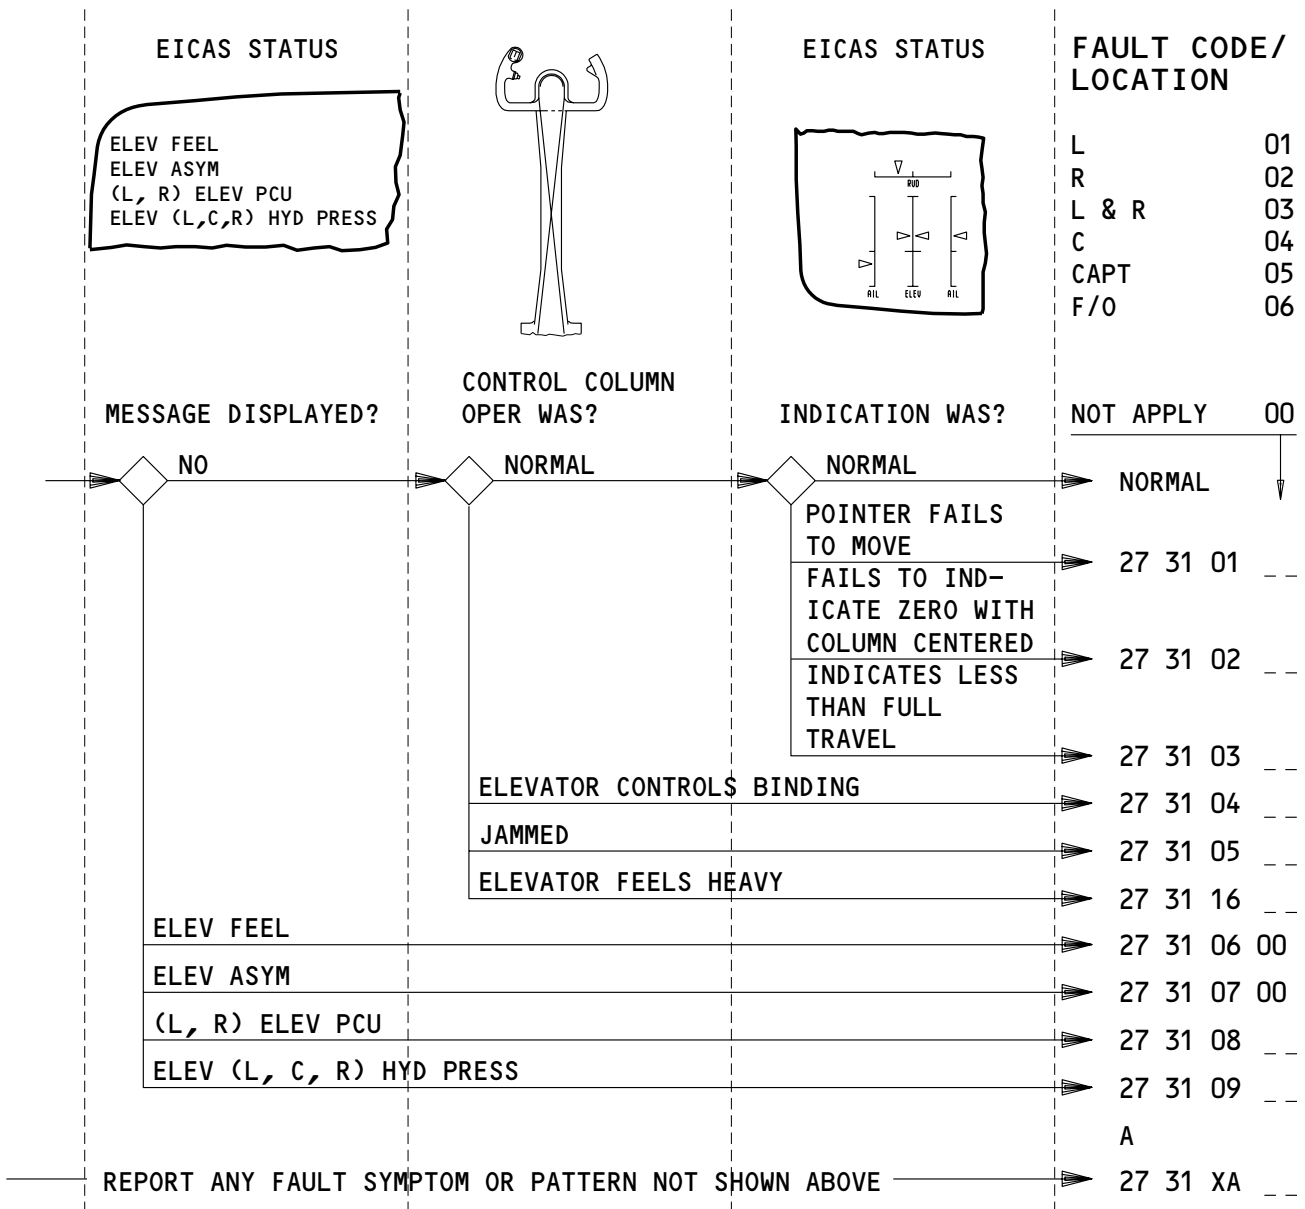 EICAS STATUS
ELEV FEEL
ELEV ASYM
(L, R) ELEV PCU
ELEV (L,C,R) HYD PRESS
MESSAGE DISPLAYED?
CONTROL COLUMN
OPER WAS?
EICAS STATUS
RUD
AIL
ELEV
AIL
INDICATION WAS?
FAULT CODE/
LOCATION
L 01
R 02
L & R 03
C 04
CAPT 05
F/O 06
NOT APPLY 00
NO
NORMAL
NORMAL
NORMAL
POINTER FAILS
TO MOVE
27 31 01 _ _
FAILS TO IND-
ICATE ZERO WITH
COLUMN CENTERED
27 31 02 _ _
INDICATES LESS
THAN FULL
TRAVEL
27 31 03 _ _
ELEVATOR CONTROLS BINDING
27 31 04 _ _
JAMMED
27 31 05 _ _
ELEVATOR FEELS HEAVY
27 31 16 _ _
ELEV FEEL
27 31 06 00
ELEV ASYM
27 31 07 00
(L, R) ELEV PCU
27 31 08 _ _
ELEV (L, C, R) HYD PRESS
27 31 09 _ _
A
REPORT ANY FAULT SYMPTOM OR PATTERN NOT SHOWN ABOVE
27 31 XA _ _